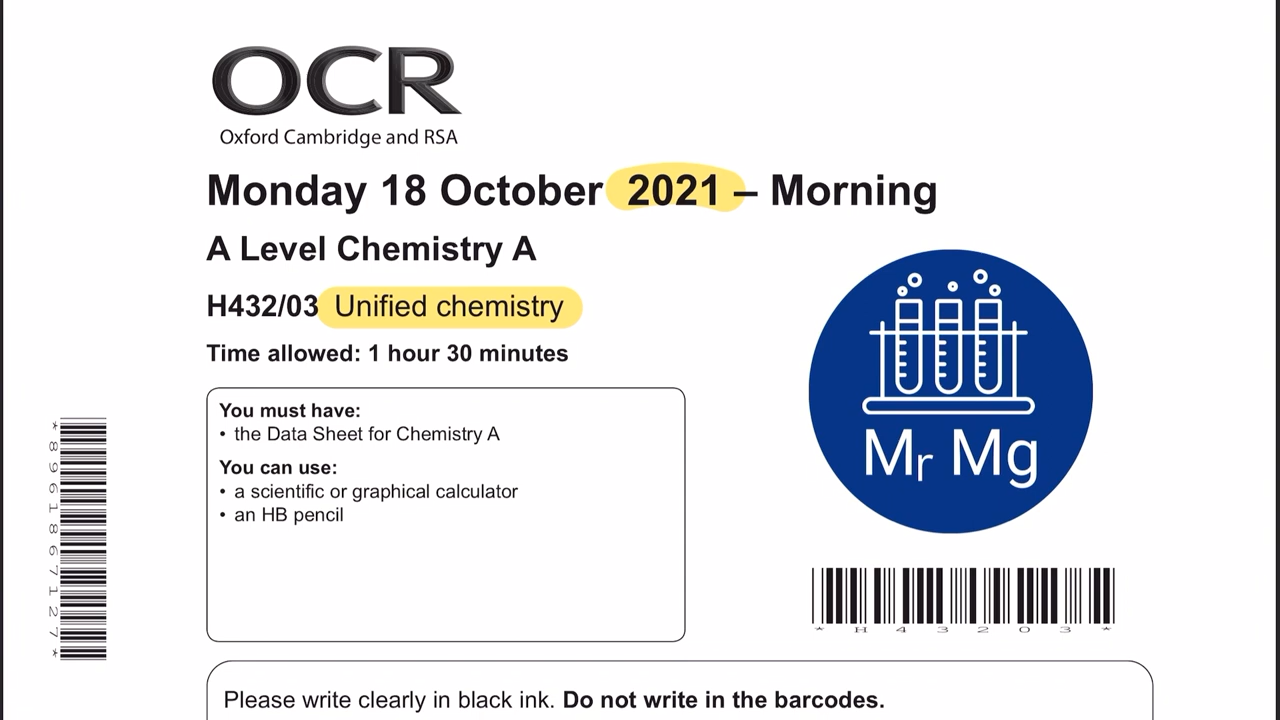 OCR
Oxford Cambridge and RSA
Monday 18 October 2021 – Morning
A Level Chemistry A
H432/03 Unified chemistry
Time allowed: 1 hour 30 minutes
You must have:
• the Data Sheet for Chemistry A
You can use:
• a scientific or graphical calculator
• an HB pencil
Mr Mg
*8961867127*
*H43203*
Please write clearly in black ink. Do not write in the barcodes.